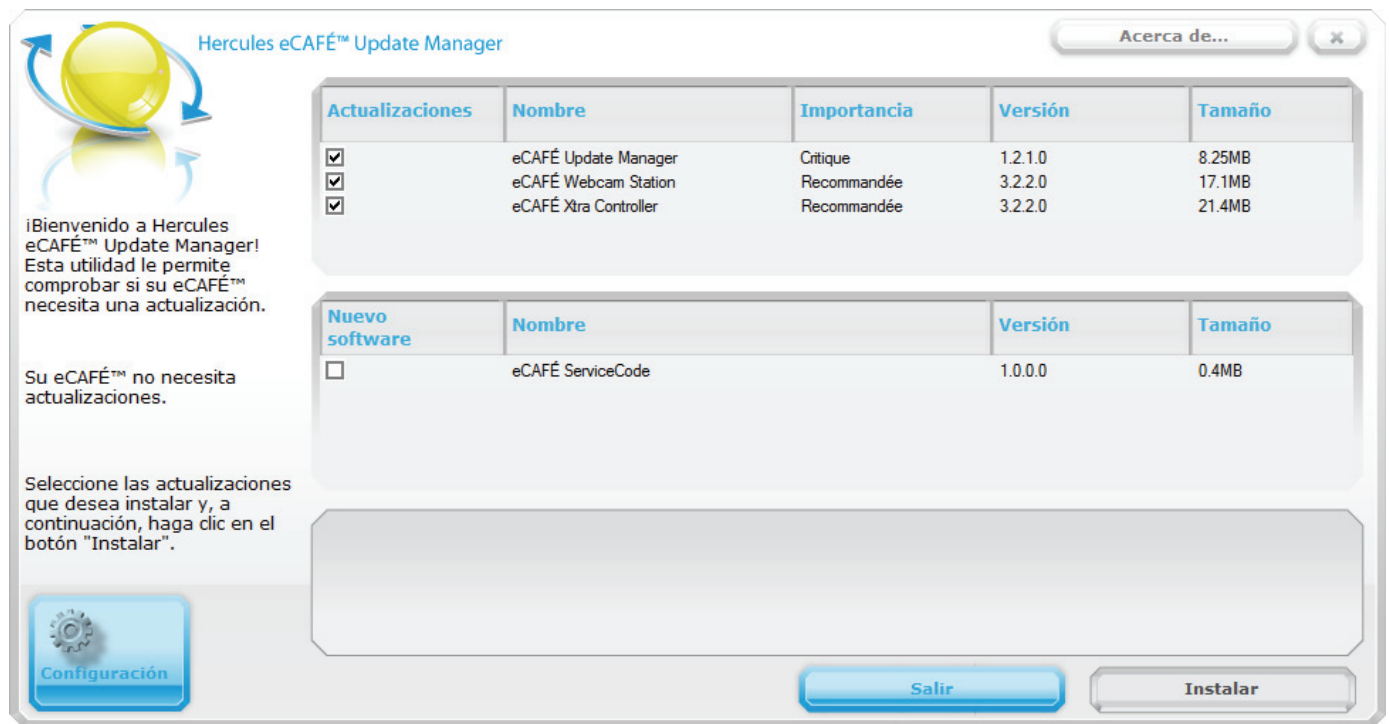 Hercules eCAFÉ™ Update Manager
Acerca de...
Actualizaciones Nombre Importancia Versión Tamaño
eCAFÉ Update Manager Critique 1.2.1.0 8.25MB
eCAFÉ Webcam Station Recommandée 3.2.2.0 17.1MB
eCAFÉ Xtra Controller Recommandée 3.2.2.0 21.4MB
¡Bienvenido a Hercules
eCAFÉ™ Update Manager!
Esta utilidad le permite
comprobar si su eCAFÉ™
necesita una actualización.
Nuevo
software Nombre Versión Tamaño
eCAFÉ ServiceCode 1.0.0.0 0.4MB
Su eCAFÉ™ no necesita
actualizaciones.
Seleccione las actualizaciones
que desea instalar y, a
continuación, haga clic en el
botón "Instalar".
Configuración
Salir
Instalar